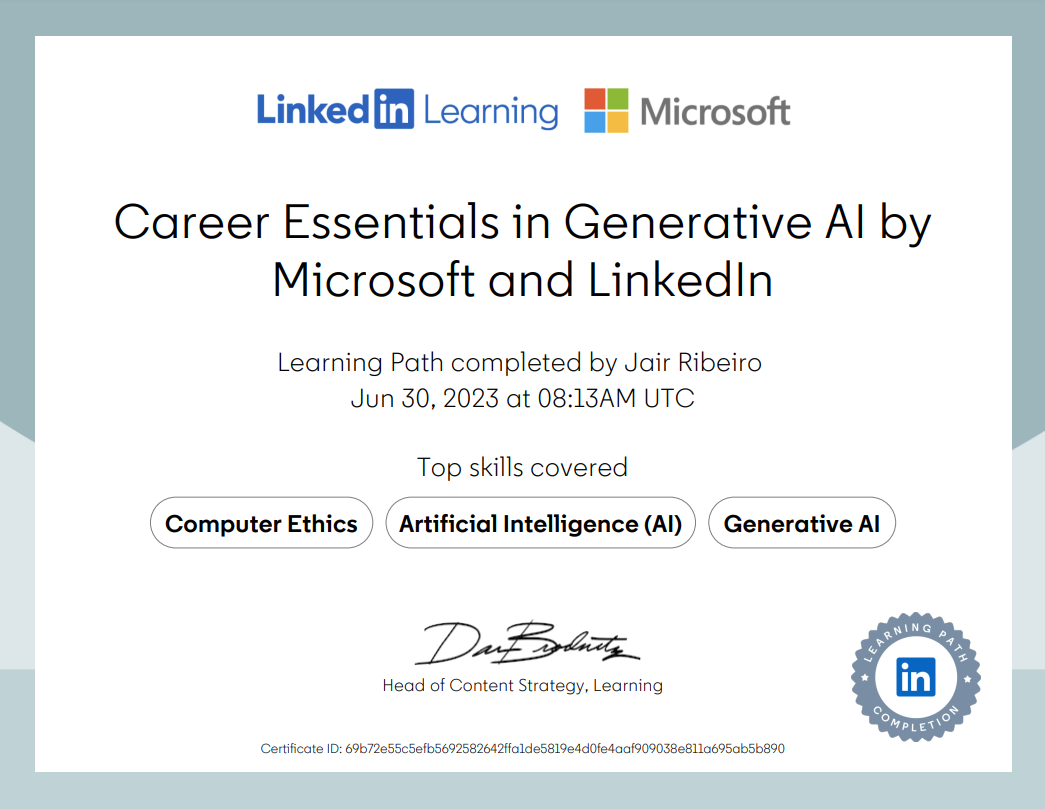 Linked in Learning Microsoft
Career Essentials in Generative AI by
Microsoft and LinkedIn
Learning Path completed by Jair Ribeiro
Jun 30, 2023 at 08:13AM UTC
Top skills covered
Computer Ethics Artificial Intelligence (AI) Generative AI
Head of Content Strategy, Learning
LEARNING PATH
in
COMPLETION
Certificate ID: 69b72e55c5efb5692582642ffa1de5819e4d0fe4aaf909038e811a695ab5b890